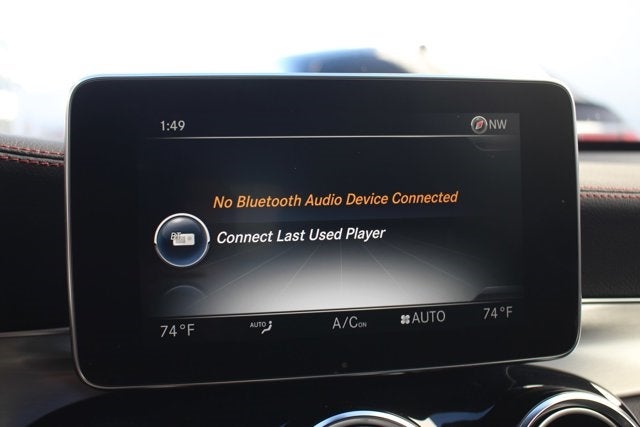 1:49 NW
No Bluetooth Audio Device Connected
Connect Last Used Player
74°F AUTO A/C ON AUTO 74°F